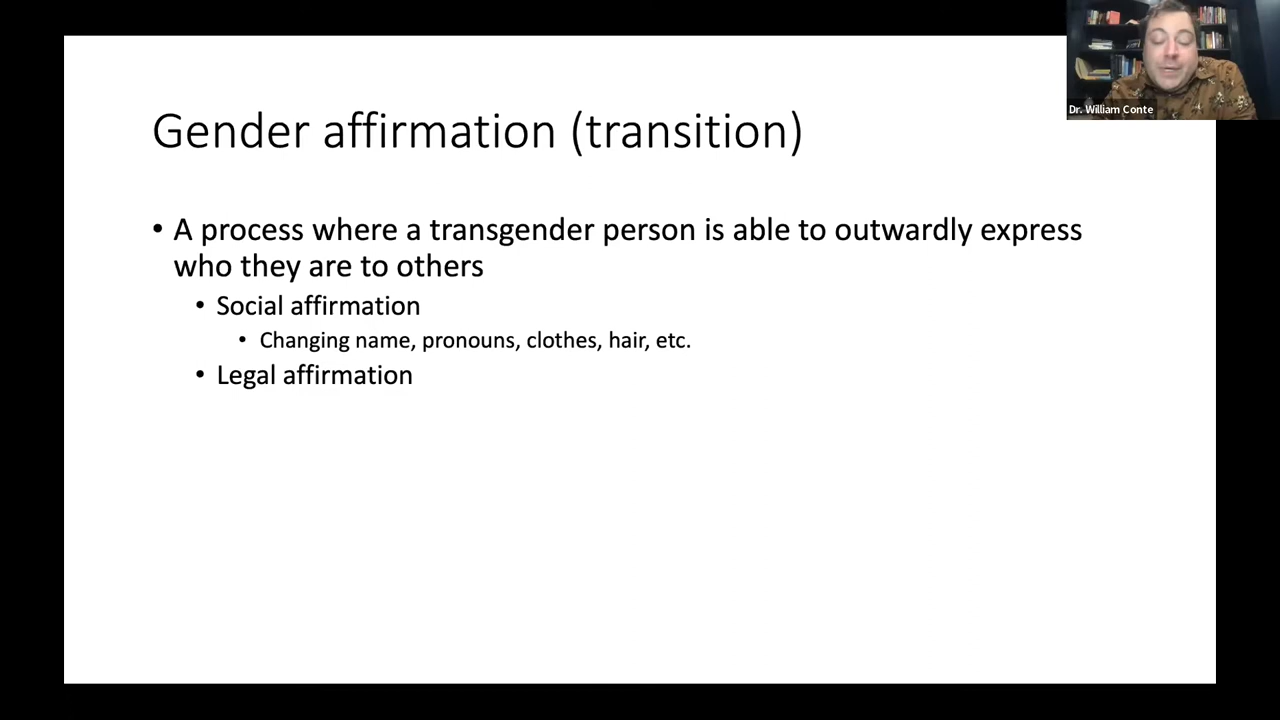 Dr. William Conte
Gender affirmation (transition)
• A process where a transgender person is able to outwardly express
who they are to others
• Social affirmation
• Changing name, pronouns, clothes, hair, etc.
• Legal affirmation